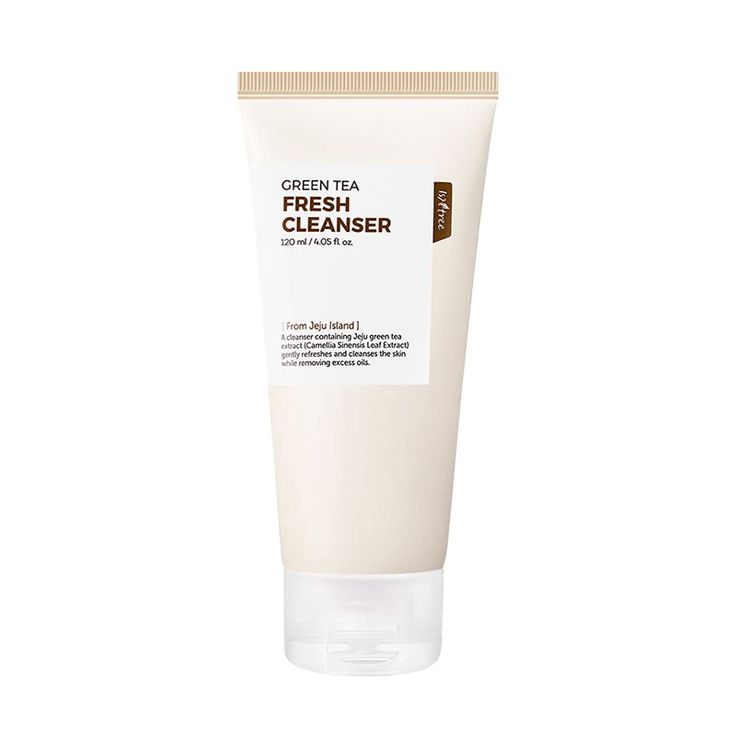 GREEN TEA
FRESH
CLEANSER
120 ml / 4.05 fl. oz.
Isntree
[ From Jeju Island ]
A cleanser containing Jeju green tea
extract (Camellia Sinensis Leaf Extract)
gently refreshes and cleanses the skin
while removing excess oils.